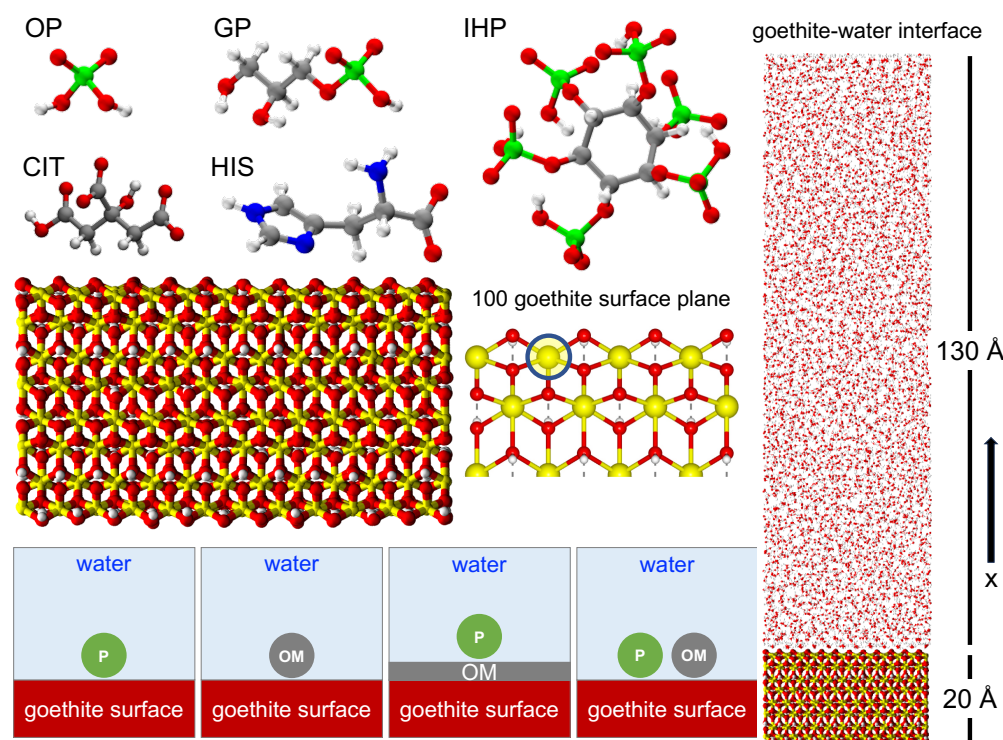 OP
GP
IHP
goethite-water interface
CIT
HIS
100 goethite surface plane
130 Å
x
20 Å
water
P
goethite surface
water
OM
goethite surface
water
P
OM
goethite surface
water
P
OM
goethite surface